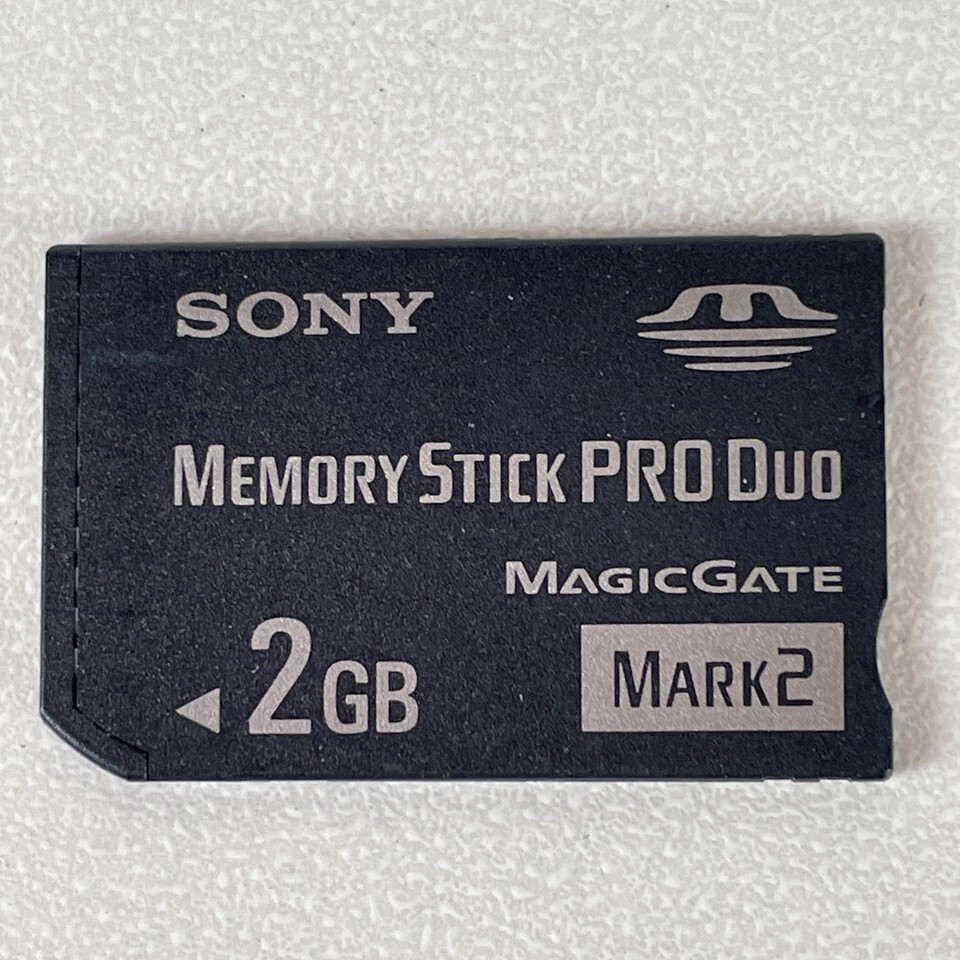 SONY
MEMORY STICK PRO DUO
MAGICGATE
2GB
MARK2